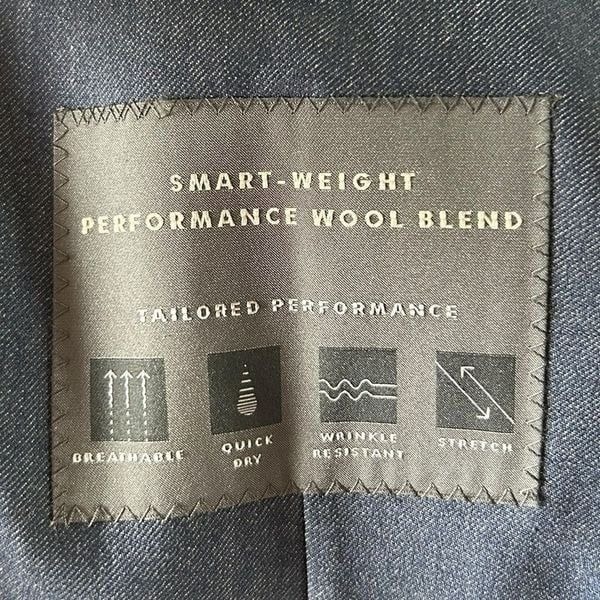 SMART-WEIGHT
PERFORMANCE WOOL BLEND
TAILORED PERFORMANCE
BREATHABLE
QUICK
DRY
WRINKLE
RESISTANT
STRETCH